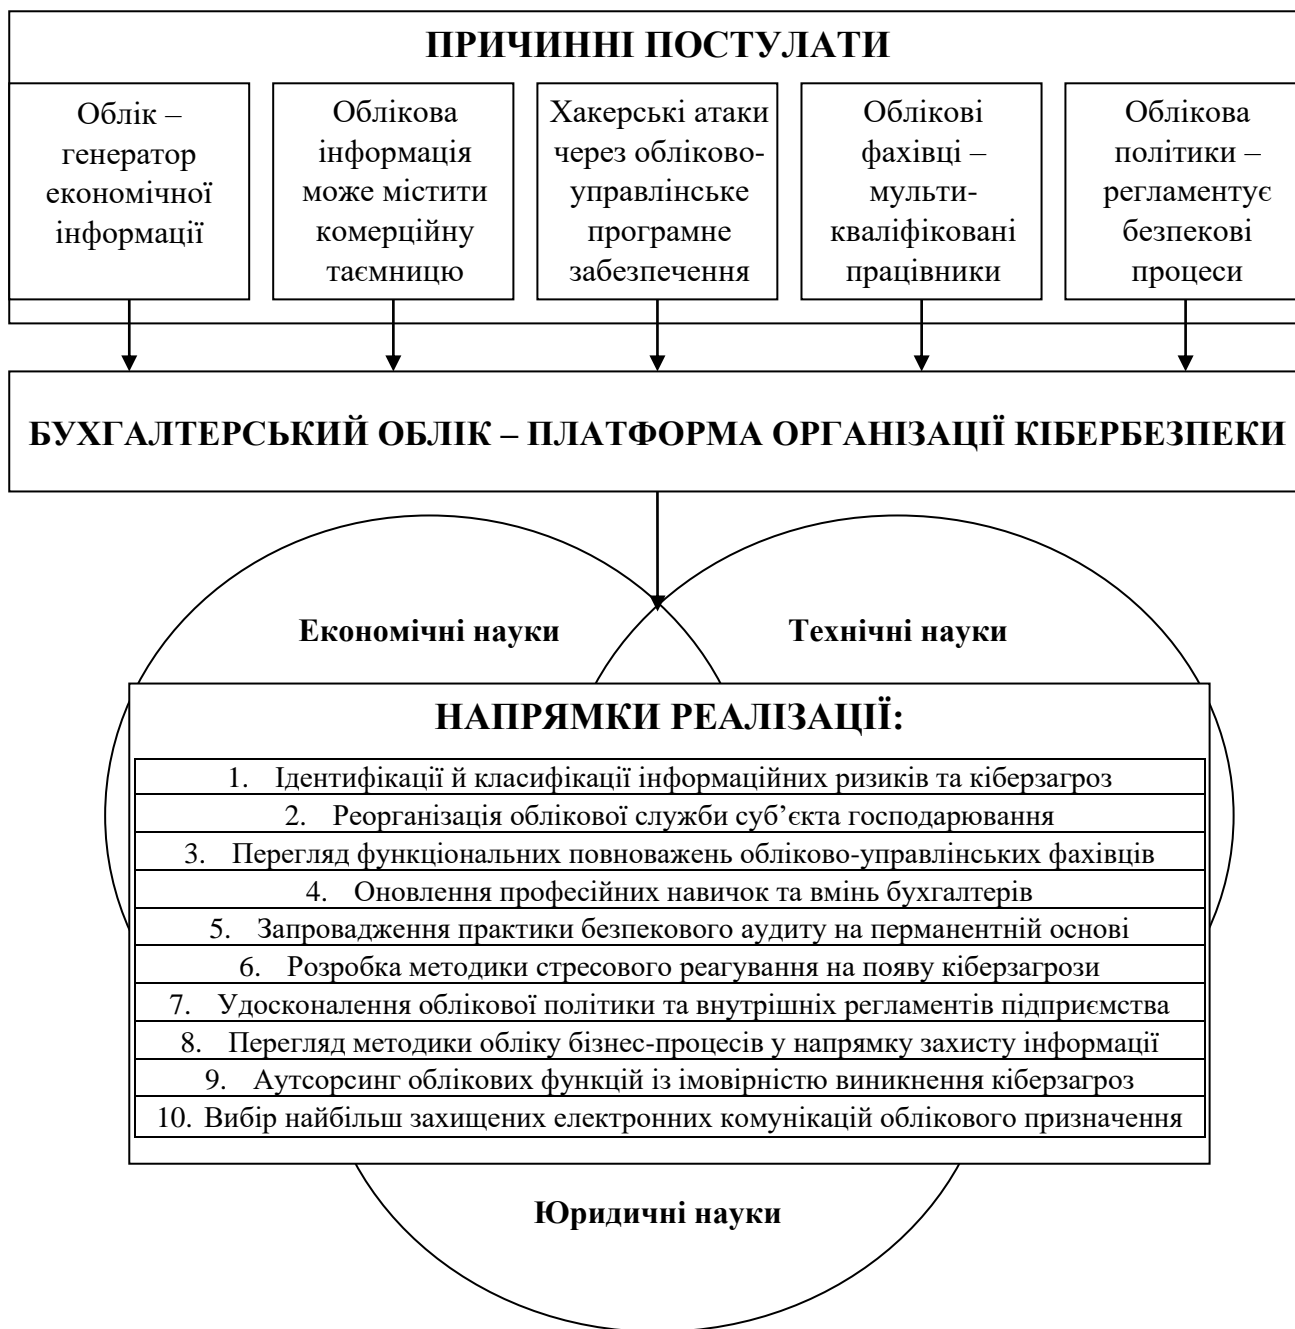 ПРИЧИННІ ПОСТУЛАТИ
Облік –
генератор
економічної
інформації
Облікова
інформація
може містити
комерційну
таємницю
Хакерські атаки
через обліково-
управлінське
програмне
забезпечення
Облікові
фахівці –
мульти-
кваліфіковані
працівники
Облікова
політики –
регламентує
безпекові
процеси
БУХГАЛТЕРСЬКИЙ ОБЛІК – ПЛАТФОРМА ОРГАНІЗАЦІЇ КІБЕРБЕЗПЕКИ
Економічні науки
Технічні науки
НАПРЯМКИ РЕАЛІЗАЦІЇ:
1. Ідентифікації й класифікації інформаційних ризиків та кіберзагроз
2. Реорганізація облікової служби суб’єкта господарювання
3. Перегляд функціональних повноважень обліково-управлінських фахівців
4. Оновлення професійних навичок та вмінь бухгалтерів
5. Запровадження практики безпекового аудиту на перманентній основі
6. Розробка методики стресового реагування на появу кіберзагрози
7. Удосконалення облікової політики та внутрішніх регламентів підприємства
8. Перегляд методики обліку бізнес-процесів у напрямку захисту інформації
9. Аутсорсинг облікових функцій із імовірністю виникнення кіберзагроз
10. Вибір найбільш захищених електронних комунікацій облікового призначення
Юридичні науки